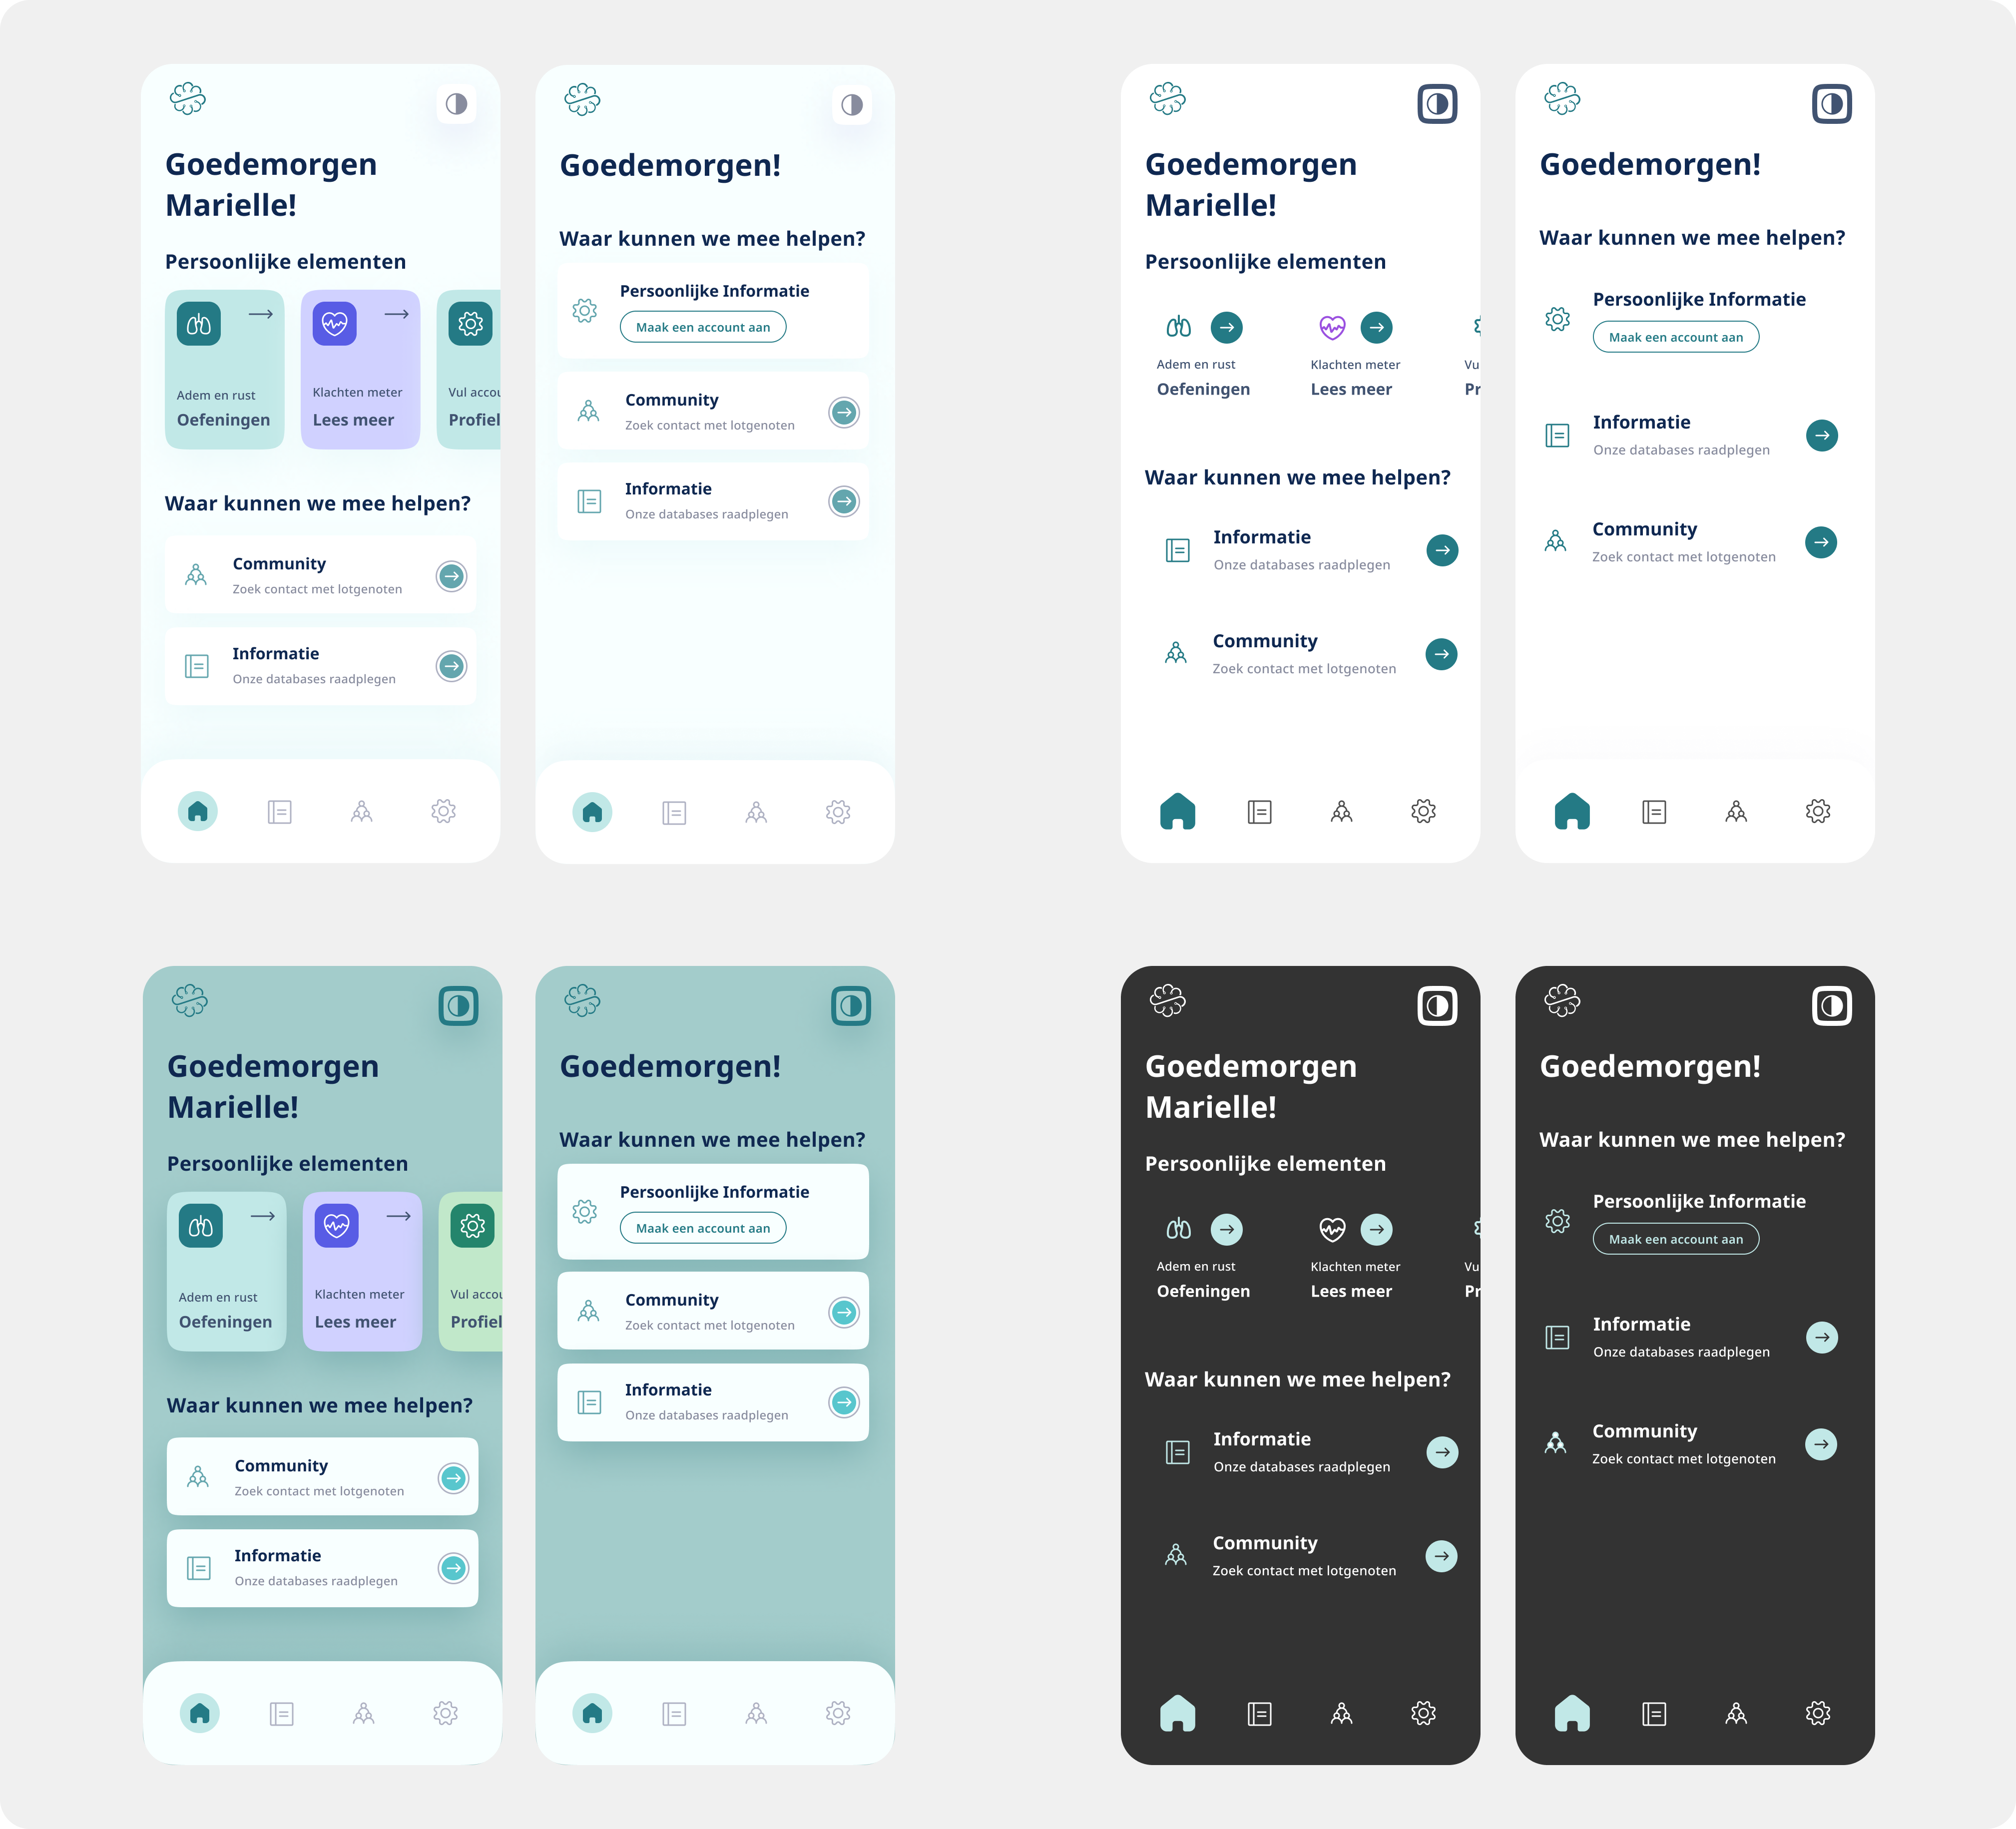 Goedemorgen
Marielle!
Persoonlijke elementen
Adem en rust
Oefeningen
Klachten meter
Lees meer
Vul accou
Profiel
Waar kunnen we mee helpen?
Community
Zoek contact met lotgenoten
Informatie
Onze databases raadplegen
Goedemorgen!
Waar kunnen we mee helpen?
Persoonlijke Informatie
Maak een account aan
Community
Zoek contact met lotgenoten
Informatie
Onze databases raadplegen
Goedemorgen
Marielle!
Persoonlijke elementen
Adem en rust
Oefeningen
Klachten meter
Lees meer
Vu
Pr
Waar kunnen we mee helpen?
Informatie
Onze databases raadplegen
Community
Zoek contact met lotgenoten
Goedemorgen!
Waar kunnen we mee helpen?
Persoonlijke Informatie
Maak een account aan
Informatie
Onze databases raadplegen
Community
Zoek contact met lotgenoten
Goedemorgen
Marielle!
Persoonlijke elementen
Adem en rust
Oefeningen
Klachten meter
Lees meer
Vul accou
Profiel
Waar kunnen we mee helpen?
Community
Zoek contact met lotgenoten
Informatie
Onze databases raadplegen
Goedemorgen!
Waar kunnen we mee helpen?
Persoonlijke Informatie
Maak een account aan
Community
Zoek contact met lotgenoten
Informatie
Onze databases raadplegen
Goedemorgen
Marielle!
Persoonlijke elementen
Adem en rust
Oefeningen
Klachten meter
Lees meer
Vu
Pr
Waar kunnen we mee helpen?
Informatie
Onze databases raadplegen
Community
Zoek contact met lotgenoten
Goedemorgen!
Waar kunnen we mee helpen?
Persoonlijke Informatie
Maak een account aan
Informatie
Onze databases raadplegen
Community
Zoek contact met lotgenoten